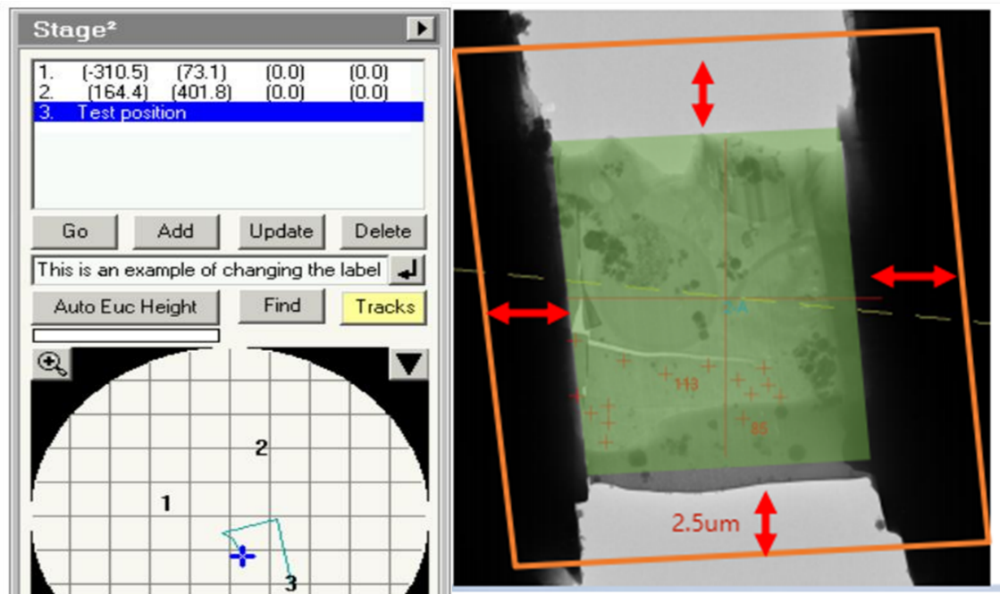 Stage²
1. (-310.5) (73.1) (0.0) (0.0)
2. (164.4) (401.8) (0.0) (0.0)
3. Test position
Go Add Update Delete
This is an example of changing the label
Auto Euc Height Find Tracks
2
1
3
2-A
113
85
2.5um